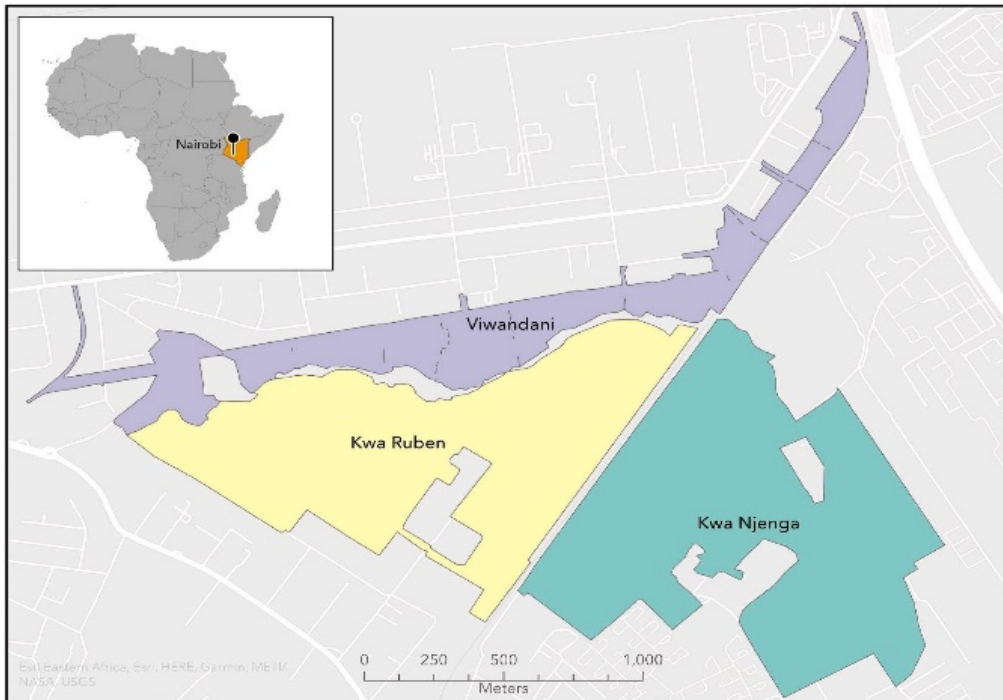 Nairobi
Viwandani
Kwa Ruben
Kwa Njenga
Esri Eastern Africa, Esri, HERE, Garmin, METI/
NASA, USGS
0 250 500 1,000
Meters